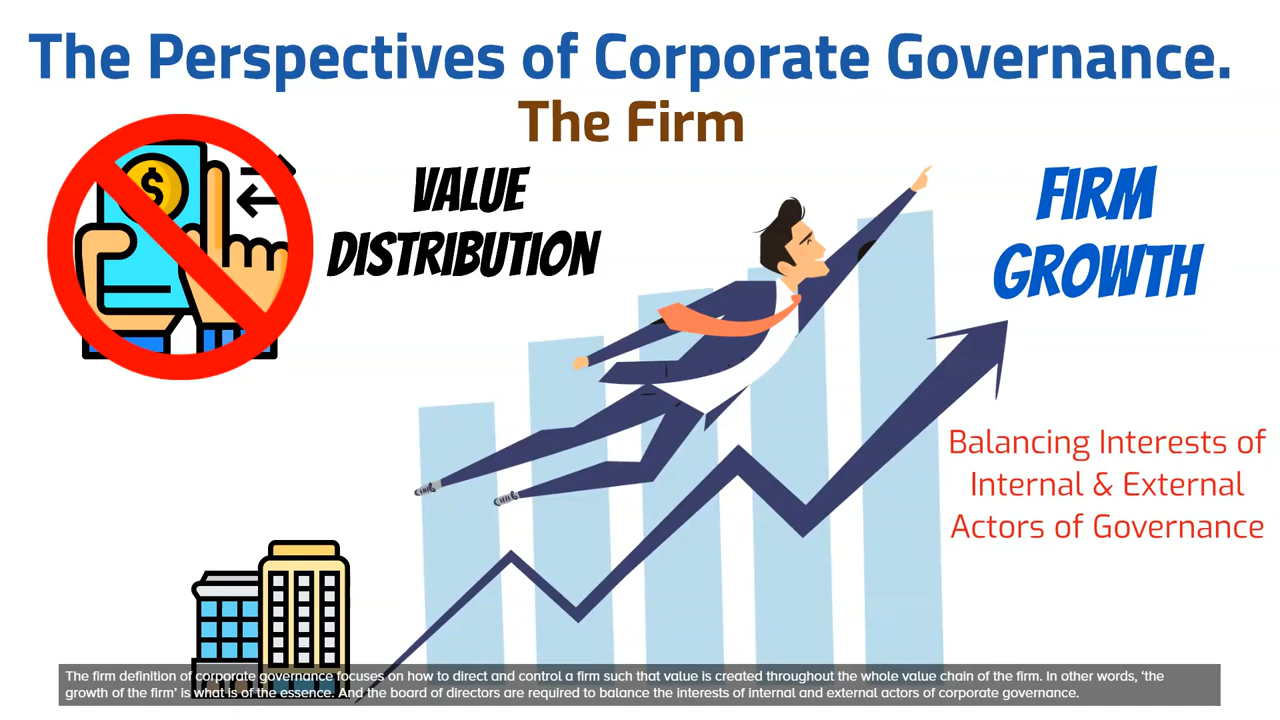 The Perspectives of Corporate Governance.
The Firm
$
VALUE
DISTRIBUTION
FIRM
GROWTH
Balancing Interests of
Internal & External
Actors of Governance
The firm definition of corporate governance focuses on how to direct and control a firm such that value is created throughout the whole value chain of the firm. In other words, ‘the
growth of the firm’ is what is of the essence. And the board of directors are required to balance the interests of internal and external actors of corporate governance.